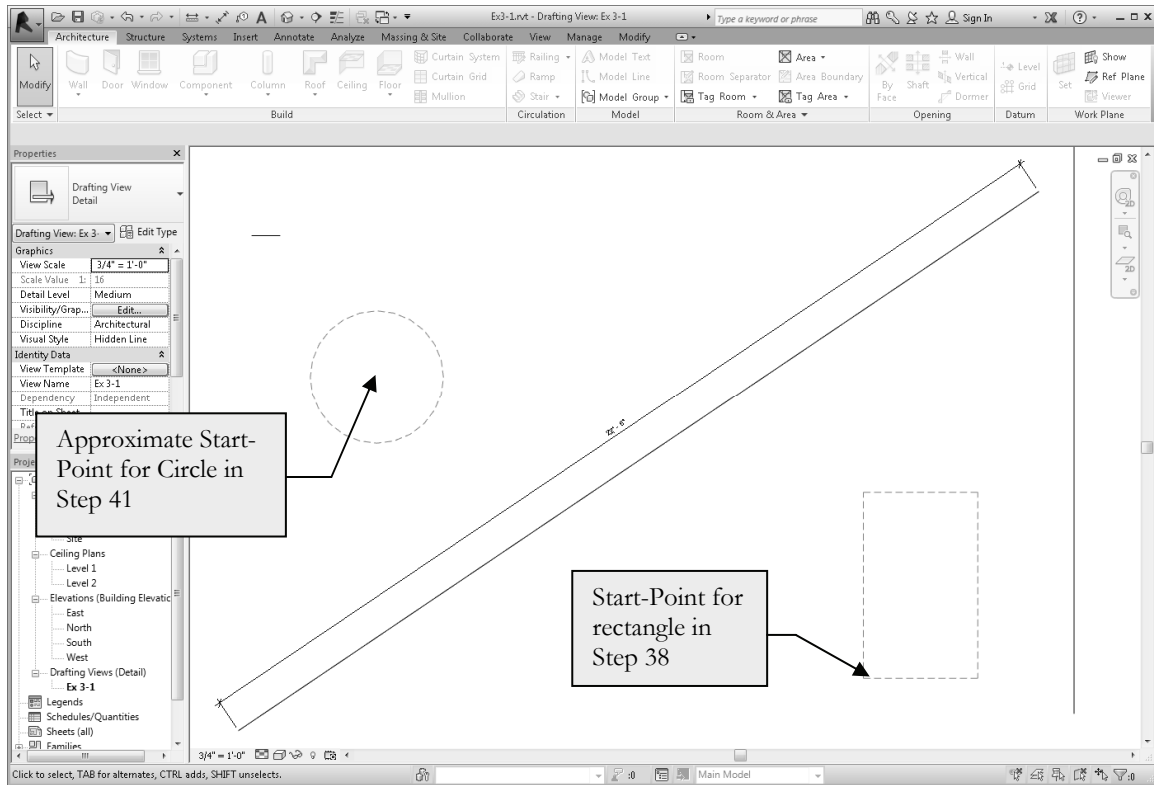 Ex3-1.rvt - Drafting View: Ex 3-1
Type a keyword or phrase
Sign In
Architecture Structure Systems Insert Annotate Analyze Massing & Site Collaborate View Manage Modify
Modify
Wall Door Window Component Column Roof Ceiling Floor
Curtain System
Curtain Grid
Mullion
Railing
Ramp
Stair
Model Text
Model Line
Model Group
Room
Room Separator
Tag Room
Area
Area Boundary
Tag Area
By Face
Shaft
Wall
Vertical
Dormer
Level
Grid
Set
Show
Ref Plane
Viewer
Select Build Circulation Model Room & Area Opening Datum Work Plane
Properties
Drafting View
Detail
Drafting View: Ex 3- Edit Type
Graphics
View Scale 3/4" = 1'-0"
Scale Value 1: 16
Detail Level Medium
Visibility/Grap... Edit...
Discipline Architectural
Visual Style Hidden Line
Identity Data
View Template <None>
View Name Ex 3-1
Dependency Independent
Approximate Start-
Point for Circle in
Step 41
22' - 6"
Start-Point for
rectangle in
Step 38
Site
Ceiling Plans
Level 1
Level 2
Elevations (Building Elevatic
East
North
South
West
Drafting Views (Detail)
Ex 3-1
Legends
Schedules/Quantities
Sheets (all)
Families
2D
2D
3/4" = 1'-0"
Click to select, TAB for alternates, CTRL adds, SHIFT unselects.
:0
Main Model
:0